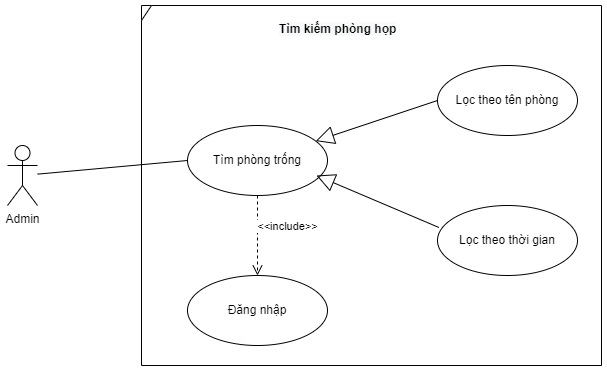 Tìm kiếm phòng họp
Lọc theo tên phòng
Tìm phòng trống
Admin
<<include>>
Lọc theo thời gian
Đăng nhập